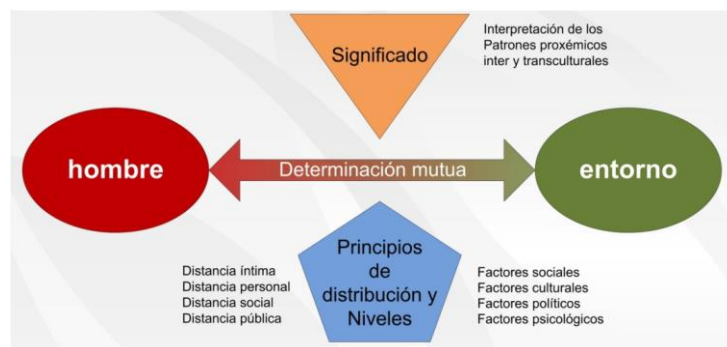 Significado
Interpretación de los
Patrones proxémicos
inter y transculturales
hombre
Determinación mutua
entorno
Principios
de
distribución y
Niveles
Distancia íntima
Distancia personal
Distancia social
Distancia pública
Factores sociales
Factores culturales
Factores políticos
Factores psicológicos